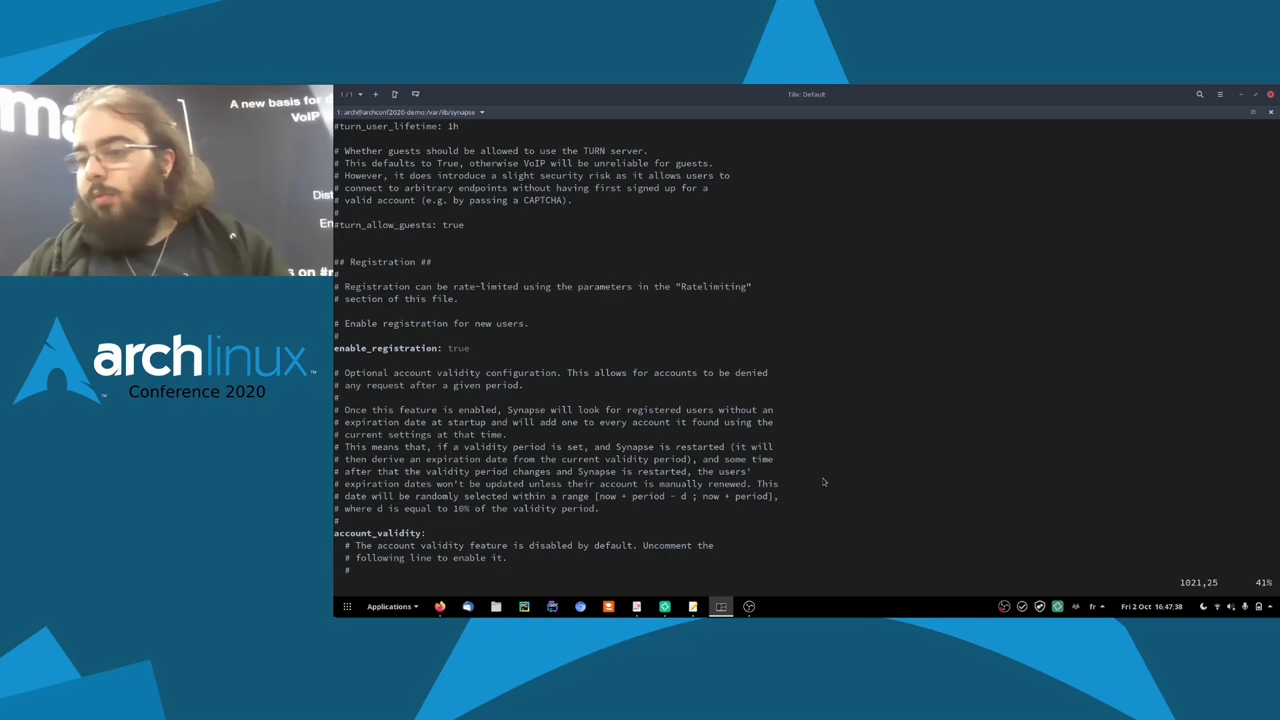 A new basis for
VoIP
Dist
En
s on #
archlinux
Conference 2020
1 / 1
Tilix: Default
1: arch@archconf2020-demo:/var/lib/synapse
#turn_user_lifetime: 1h
# Whether guests should be allowed to use the TURN server.
# This defaults to True, otherwise VoIP will be unreliable for guests.
# However, it does introduce a slight security risk as it allows users to
# connect to arbitrary endpoints without having first signed up for a
# valid account (e.g. by passing a CAPTCHA).
#
#turn_allow_guests: true
## Registration ##
#
# Registration can be rate-limited using the parameters in the "Ratelimiting"
# section of this file.
# Enable registration for new users.
#
enable_registration: true
# Optional account validity configuration. This allows for accounts to be denied
# any request after a given period.
#
# Once this feature is enabled, Synapse will look for registered users without an
# expiration date at startup and will add one to every account it found using the
# current settings at that time.
# This means that, if a validity period is set, and Synapse is restarted (it will
# then derive an expiration date from the current validity period), and some time
# after that the validity period changes and Synapse is restarted, the users'
# expiration dates won't be updated unless their account is manually renewed. This
# date will be randomly selected within a range [now + period - d ; now + period],
# where d is equal to 10% of the validity period.
#
account_validity:
# The account validity feature is disabled by default. Uncomment the
# following line to enable it.
#
1021,25 41%
Applications
fr
Fri 2 Oct 16:47:38